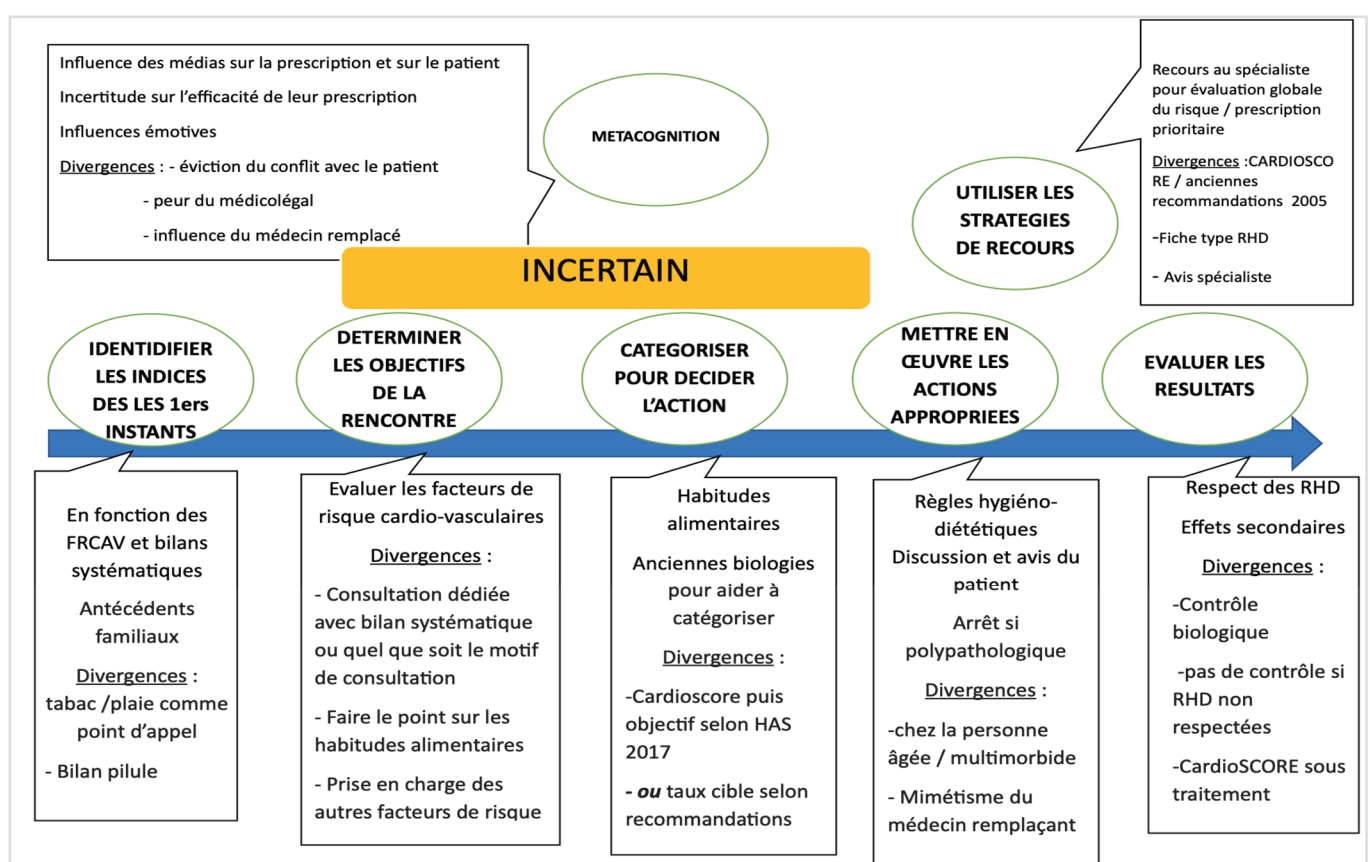 Influence des médias sur la prescription et sur le patient
Incertitude sur l'efficacité de leur prescription
Influences émotives
Divergences : - éviction du conflit avec le patient
- peur du médicolégal
- influence du médecin remplacé
METACOGNITION
UTILISER LES
STRATEGIES
DE RECOURS
Recours au spécialiste
pour évaluation globale
du risque / prescription
prioritaire
Divergences :CARDIOSCO
RE / anciennes
recommandations 2005
-Fiche type RHD
- Avis spécialiste
INCERTAIN
IDENTIDIFIER
LES INDICES
DES LES 1ers
INSTANTS
DETERMINER
LES OBJECTIFS
DE LA
RENCONTRE
CATEGORISER
POUR DECIDER
L'ACTION
METTRE EN
ŒUVRE LES
ACTIONS
APPROPRIEES
EVALUER LES
RESULTATS
En fonction des
FRCAV et bilans
systématiques
Antécédents
familiaux
Divergences :
tabac /plaie comme
point d'appel
- Bilan pilule
Evaluer les facteurs de
risque cardio-vasculaires
Divergences :
- Consultation dédiée
avec bilan systématique
ou quel que soit le motif
de consultation
- Faire le point sur les
habitudes alimentaires
- Prise en charge des
autres facteurs de risque
Habitudes
alimentaires
Anciennes biologies
pour aider à
catégoriser
Divergences :
-Cardioscore puis
objectif selon HAS
2017
- ou taux cible selon
recommandations
Règles hygiéno-
diététiques
Discussion et avis du
patient
Arrêt si
polypathologique
Divergences :
-chez la personne
âgée / multimorbide
- Mimétisme du
médecin remplaçant
Respect des RHD
Effets secondaires
Divergences :
-Contrôle
biologique
-pas de contrôle si
RHD non
respectées
-CardioSCORE sous
traitement